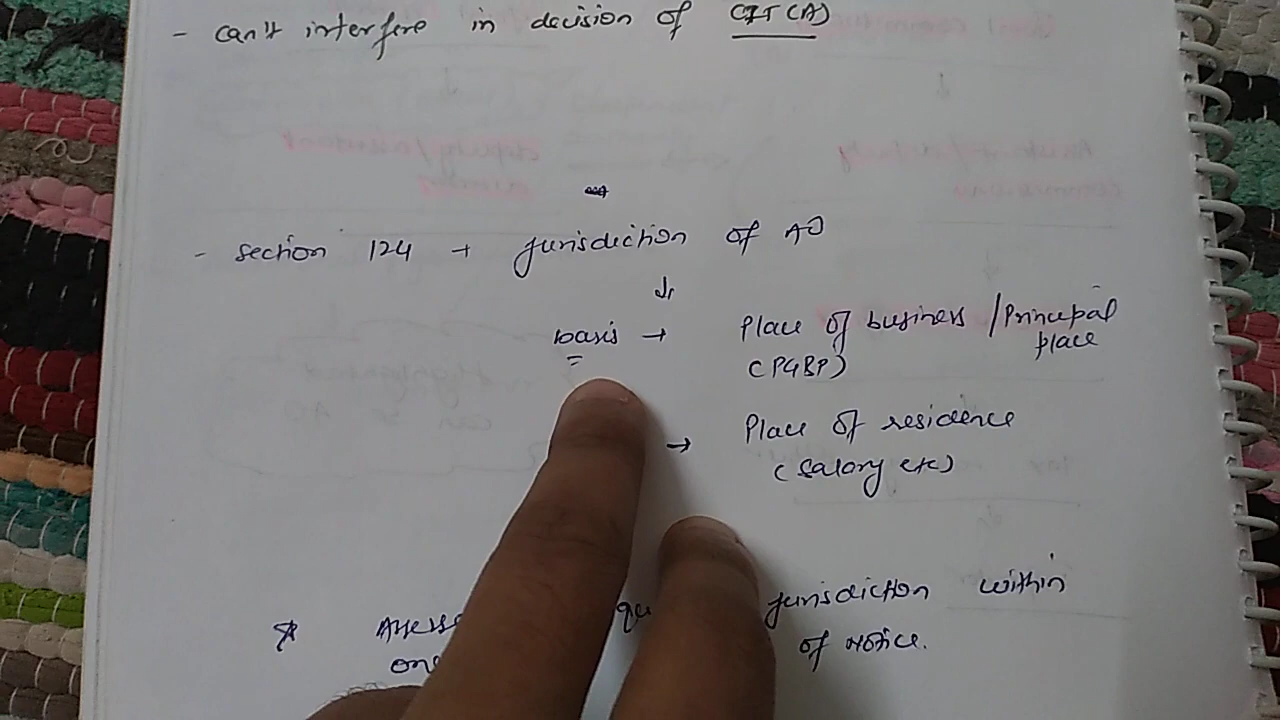 - can't interfere in decision of CIT(A)
- section 124 → jurisdiction of AO
basis → Place of business / Principal place
(PGBP)
→ Place of residence
(salary etc)
jurisdiction within
of notice.